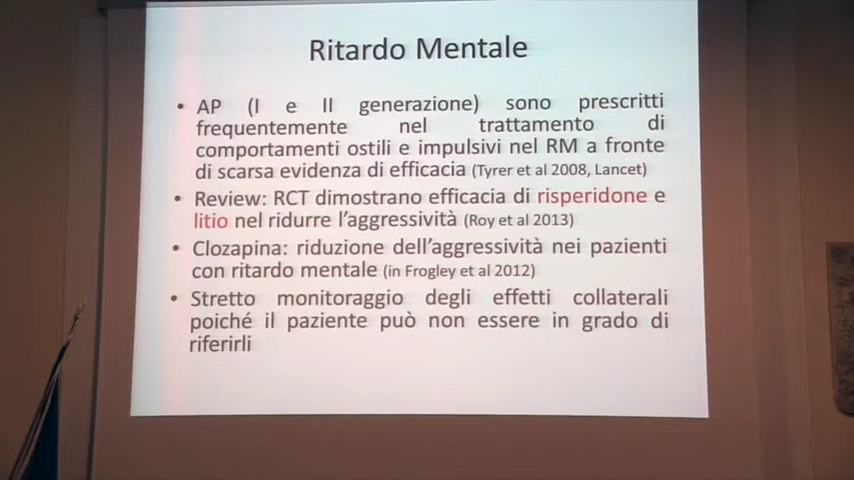 Ritardo Mentale
• AP (I e II generazione) sono prescritti
frequentemente nel trattamento di
comportamenti ostili e impulsivi nel RM a fronte
di scarsa evidenza di efficacia (Tyrer et al 2008, Lancet)
• Review: RCT dimostrano efficacia di risperidone e
litio nel ridurre l'aggressività (Roy et al 2013)
• Clozapina: riduzione dell'aggressività nei pazienti
con ritardo mentale (in Frogley et al 2012)
• Stretto monitoraggio degli effetti collaterali
poiché il paziente può non essere in grado di
riferirli